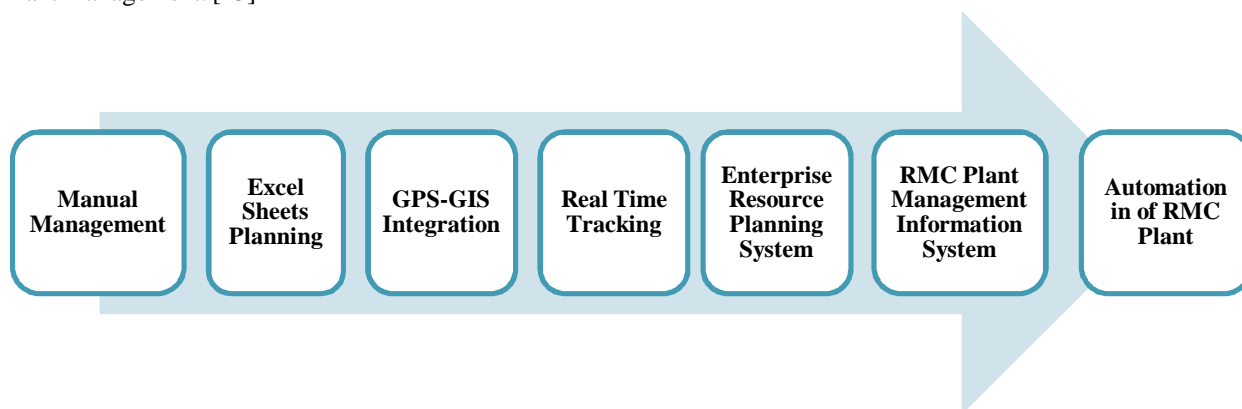 Manual
Management
Excel
Sheets
Planning
GPS-GIS
Integration
Real Time
Tracking
Enterprise
Resource
Planning
System
RMC Plant
Management
Information
System
Automation
in of RMC
Plant